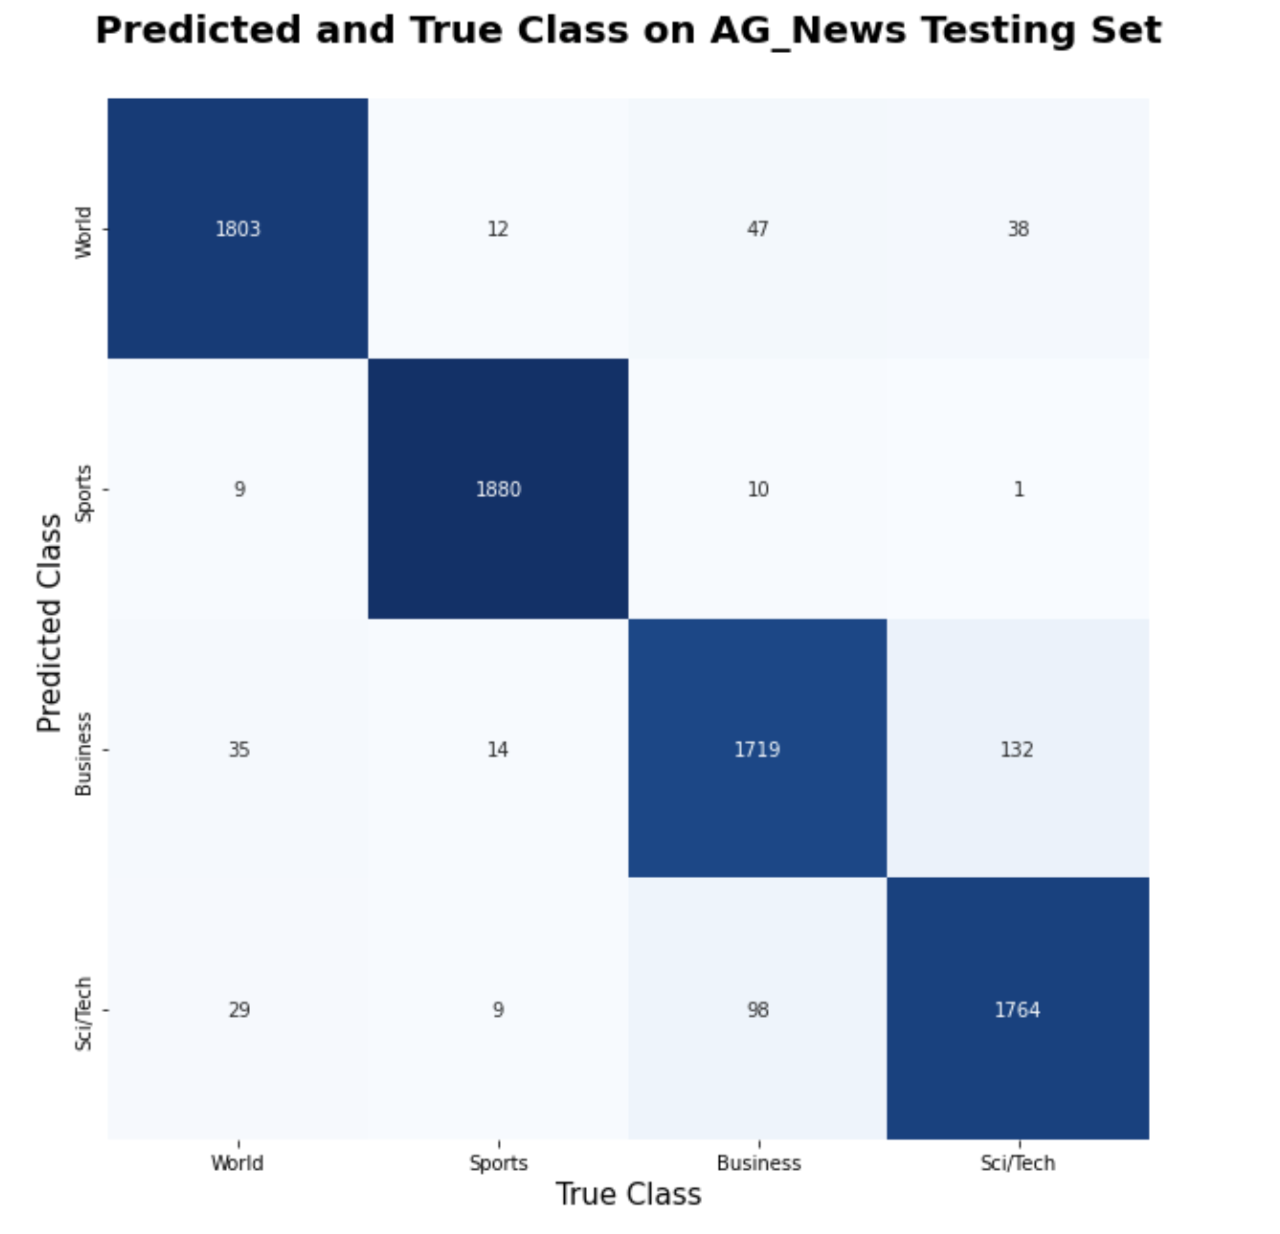 Predicted and True Class on AG_News Testing Set
World
1803 12 47 38
Sports
9 1880 10 1
Predicted Class
Business
35 14 1719 132
Sci/Tech
29 9 98 1764
World Sports Business Sci/Tech
True Class